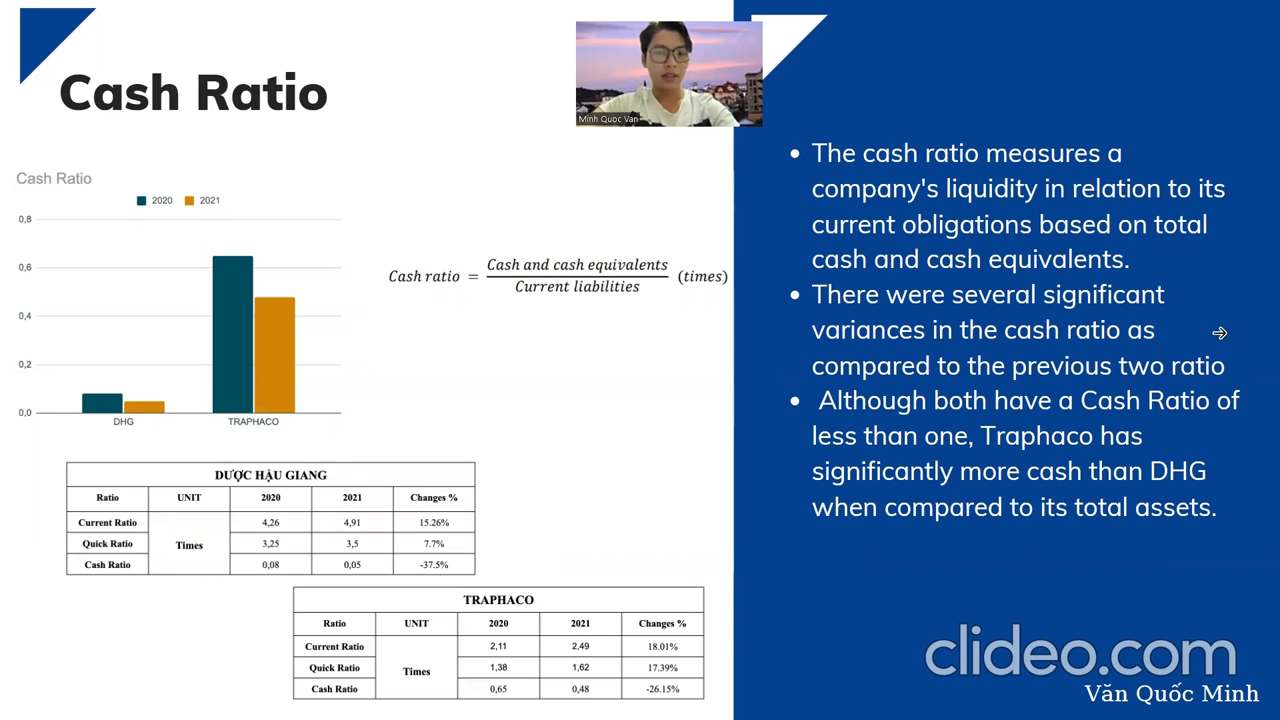 Cash Ratio
Minh Quoc Van
Cash Ratio
2020 2021
0,8
0,6
0,4
0,2
0,0
DHG TRAPHACO
Cash ratio = Cash and cash equivalents / Current liabilities (times)
DƯỢC HẬU GIANG
Ratio UNIT 2020 2021 Changes %
Current Ratio 4,26 4,91 15.26%
Quick Ratio Times 3,25 3,5 7.7%
Cash Ratio 0,08 0,05 -37.5%
TRAPHACO
Ratio UNIT 2020 2021 Changes %
Current Ratio 2,11 2,49 18.01%
Quick Ratio Times 1,38 1,62 17.39%
Cash Ratio 0,65 0,48 -26.15%
• The cash ratio measures a
company's liquidity in relation to its
current obligations based on total
cash and cash equivalents.
• There were several significant
variances in the cash ratio as
compared to the previous two ratio
• Although both have a Cash Ratio of
less than one, Traphaco has
significantly more cash than DHG
when compared to its total assets.
clideo.com
Văn Quốc Minh